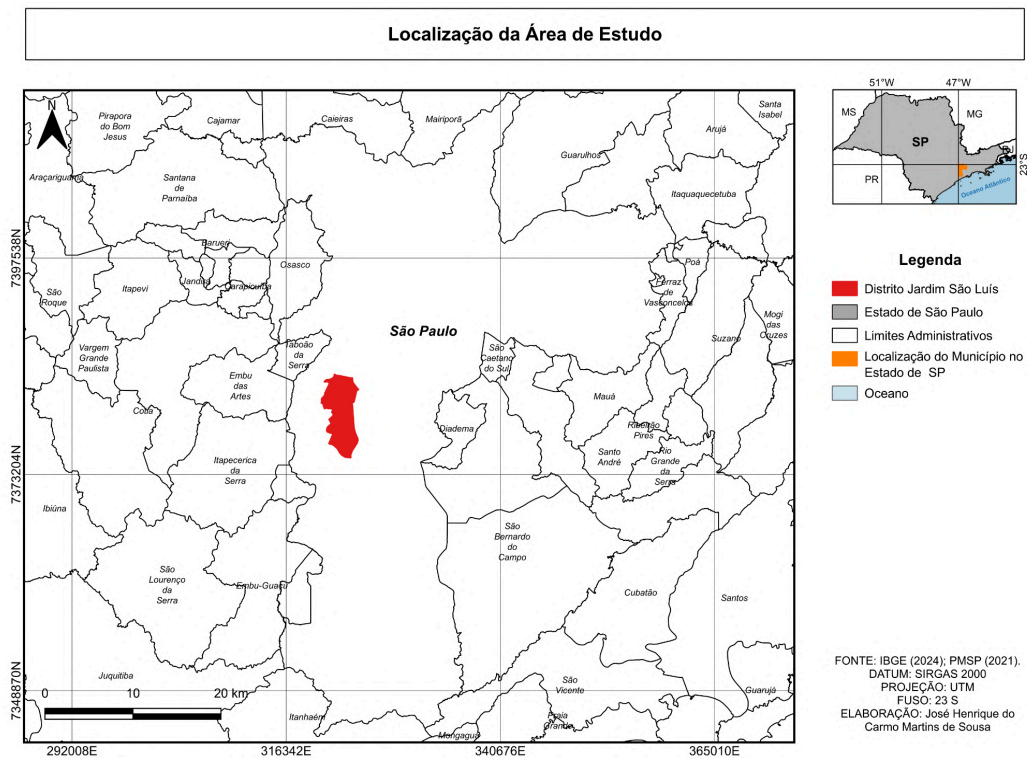 Localização da Área de Estudo
N
Pirapora
do Bom
Jesus
Cajamar
Caieiras
Mairiporã
Santa
Isabel
Arujá
Guarulhos
Araçariguama
Santana
de
Parnaíba
Itaquaquecetuba
Barueri
Osasco
Poá
Jandira
Carapicuíba
Itapevi
São
Roque
Ferraz
de
Vasconcelos
Mogi
das
Cruzes
São Paulo
Suzano
Vargem
Grande
Paulista
Taboão
da
Serra
São
Caetano
do Sul
Embu
das
Artes
Mauá
Cotia
Diadema
Ribeirão
Pires
Santo
André
Rio
Grande
da
Serra
Itapecerica
da
Serra
Ibiúna
São
Bernardo
do
Campo
São
Lourenço
da
Serra
Embu-Guaçu
Cubatão
Santos
Juquitiba
São
Vicente
Guarujá
Praia
Grande
Itanhaém
Mongaguá
0 10 20 km
7397538N
7373204N
7348870N
292008E 316342E 340676E 365010E
51°W 47°W
MS
MG
SP
RJ
23°S
PR
Oceano Atlântico
Legenda
Distrito Jardim São Luís
Estado de São Paulo
Limites Administrativos
Localização do Município no
Estado de SP
Oceano
FONTE: IBGE (2024); PMSP (2021).
DATUM: SIRGAS 2000
PROJEÇÃO: UTM
FUSO: 23 S
ELABORAÇÃO: José Henrique do
Carmo Martins de Sousa